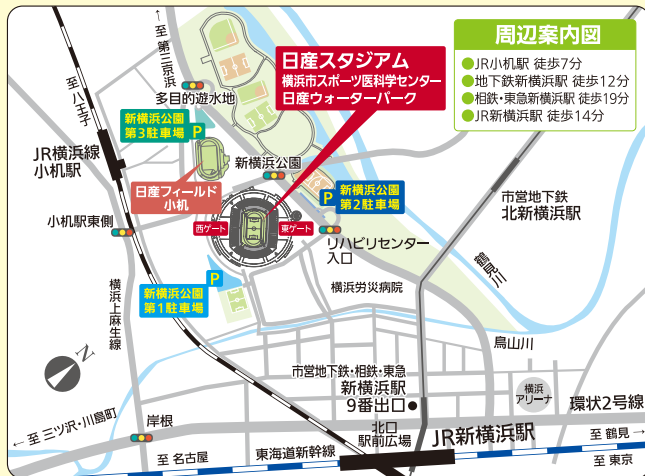 周辺案内図
●JR小机駅 徒歩7分
●地下鉄新横浜駅 徒歩12分
●相鉄・東急新横浜駅 徒歩19分
●JR新横浜駅 徒歩14分
日産スタジアム
横浜市スポーツ医科学センター
日産ウォーターパーク
←至 第三京浜
多目的遊水地
至八王子
新横浜公園
第3駐車場
P
JR横浜線
小机駅
日産フィールド
小机
新横浜公園
P
新横浜公園
第2駐車場
市営地下鉄
北新横浜駅
小机駅東側
西ゲート
東ゲート
リハビリセンター
入口
鶴見川
P
新横浜公園
第1駐車場
横浜労災病院
横浜上麻生線
鳥山川
N
市営地下鉄・相鉄・東急
新横浜駅
9番出口●
横浜
アリーナ
環状2号線
←至 三ツ沢・川島町
岸根
北口
駅前広場
JR新横浜駅
至 鶴見→
←至 名古屋
東海道新幹線
至 東京→